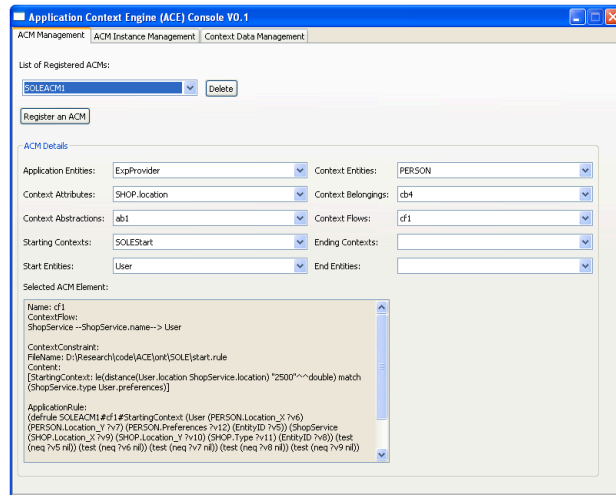 Application Context Engine (ACE) Console V0.1
ACM Management ACM Instance Management Context Data Management
List of Registered ACMs:
SOLEACM1 Delete
Register an ACM
ACM Details
Application Entities: ExpProvider Context Entities: PERSON
Context Attributes: SHOP.location Context Belongings: cb4
Context Abstractions: ab1 Context Flows: cf1
Starting Contexts: SOLEStart Ending Contexts:
Start Entities: User End Entities:
Selected ACM Element:
Name: cf1
ContextFlow:
ShopService --ShopService.name--> User
ContextConstraint:
FileName: D:\Research\code\ACE\ont\SOLE\start.rule
Content:
[StartingContext: le(distance(User.location ShopService.location) "2500"^^double) match
(ShopService.type User.preferences)]
ApplicationRule:
(defrule SOLEACM1#cf1#StartingContext (User (PERSON.Location_X ?v6)
(PERSON.Location_Y ?v7) (PERSON.Preferences ?v12) (EntityID ?v5)) (ShopService
(SHOP.Location_X ?v9) (SHOP.Location_Y ?v10) (SHOP.Type ?v11) (EntityID ?v8)) (test
(neq ?v5 nil)) (test (neq ?v6 nil)) (test (neq ?v7 nil)) (test (neq ?v8 nil)) (test (neq ?v9 nil))